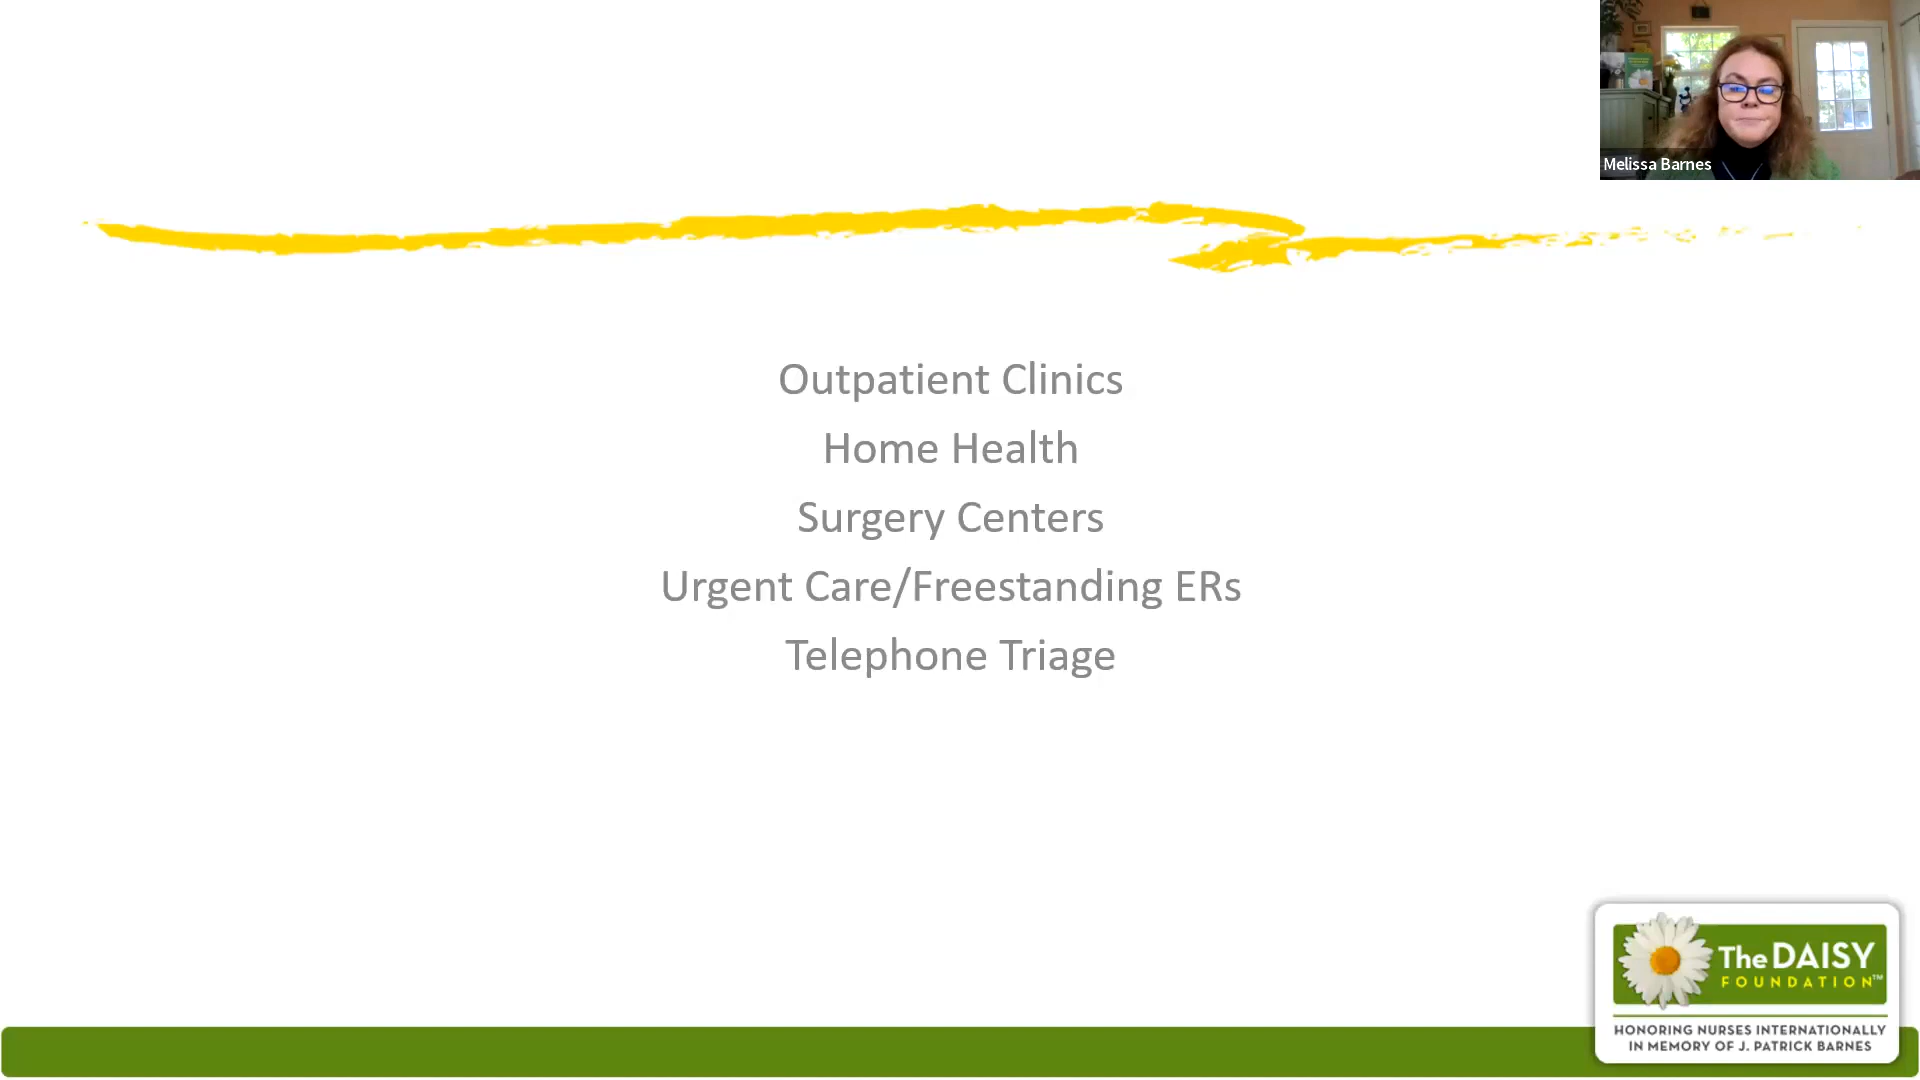 Melissa Barnes
Outpatient Clinics
Home Health
Surgery Centers
Urgent Care/Freestanding ERs
Telephone Triage
The DAISY
FOUNDATION™
HONORING NURSES INTERNATIONALLY
IN MEMORY OF J. PATRICK BARNES